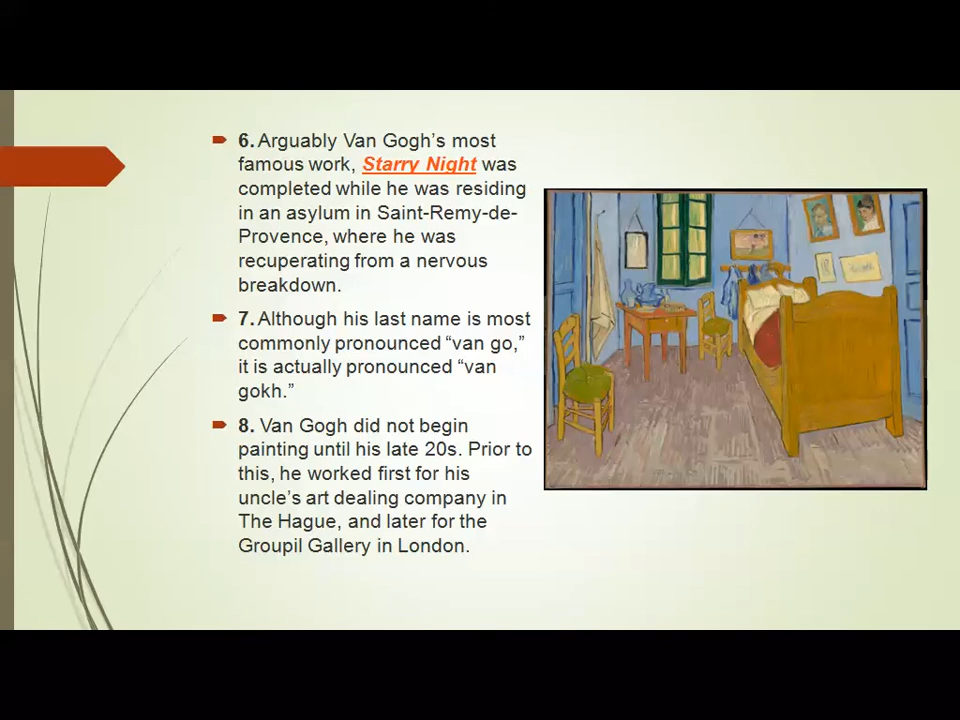 6. Arguably Van Gogh’s most
famous work, Starry Night was
completed while he was residing
in an asylum in Saint-Remy-de-
Provence, where he was
recuperating from a nervous
breakdown.
7. Although his last name is most
commonly pronounced “van go,”
it is actually pronounced “van
gokh.”
8. Van Gogh did not begin
painting until his late 20s. Prior to
this, he worked first for his
uncle’s art dealing company in
The Hague, and later for the
Groupil Gallery in London.